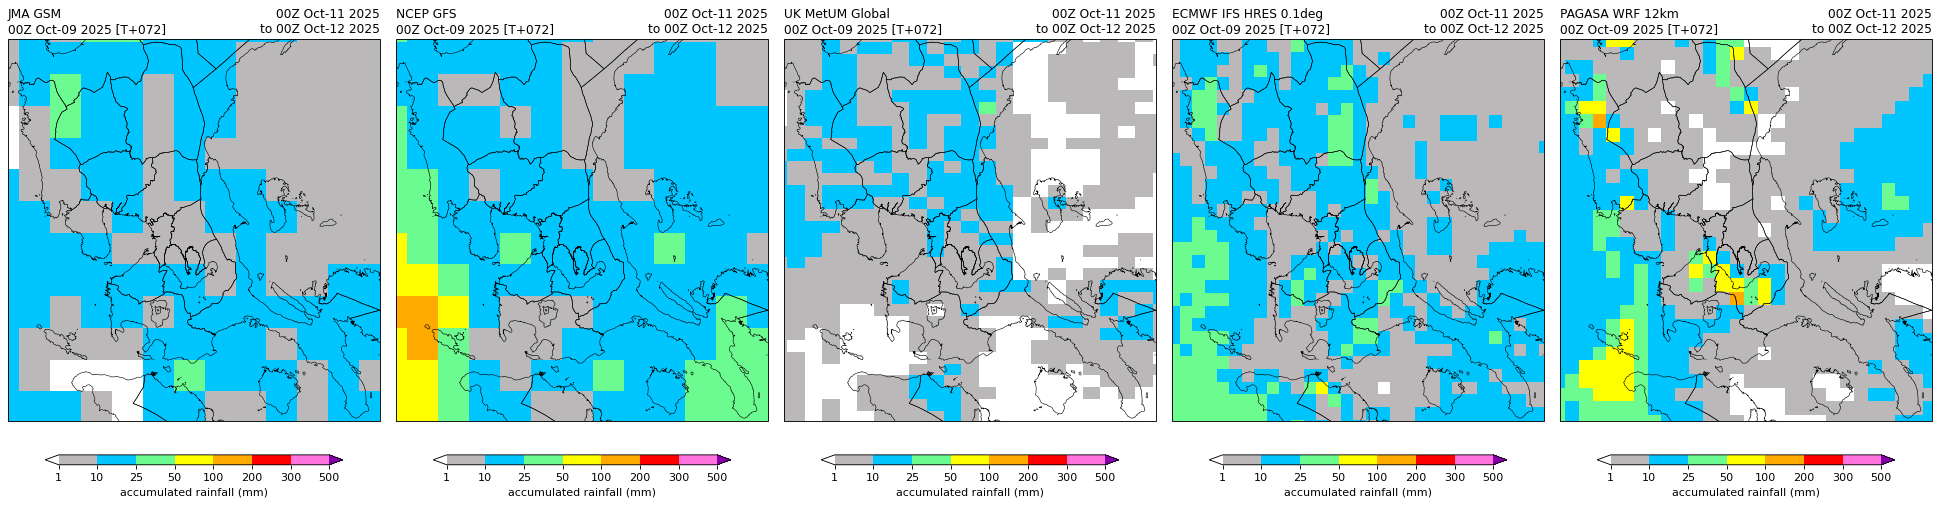 JMA GSM 00Z Oct-11 2025
00Z Oct-09 2025 [T+072] to 00Z Oct-12 2025
NCEP GFS 00Z Oct-11 2025
00Z Oct-09 2025 [T+072] to 00Z Oct-12 2025
UK MetUM Global 00Z Oct-11 2025
00Z Oct-09 2025 [T+072] to 00Z Oct-12 2025
ECMWF IFS HRES 0.1deg 00Z Oct-11 2025
00Z Oct-09 2025 [T+072] to 00Z Oct-12 2025
PAGASA WRF 12km 00Z Oct-11 2025
00Z Oct-09 2025 [T+072] to 00Z Oct-12 2025
1 10 25 50 100 200 300 500
accumulated rainfall (mm)
1 10 25 50 100 200 300 500
accumulated rainfall (mm)
1 10 25 50 100 200 300 500
accumulated rainfall (mm)
1 10 25 50 100 200 300 500
accumulated rainfall (mm)
1 10 25 50 100 200 300 500
accumulated rainfall (mm)